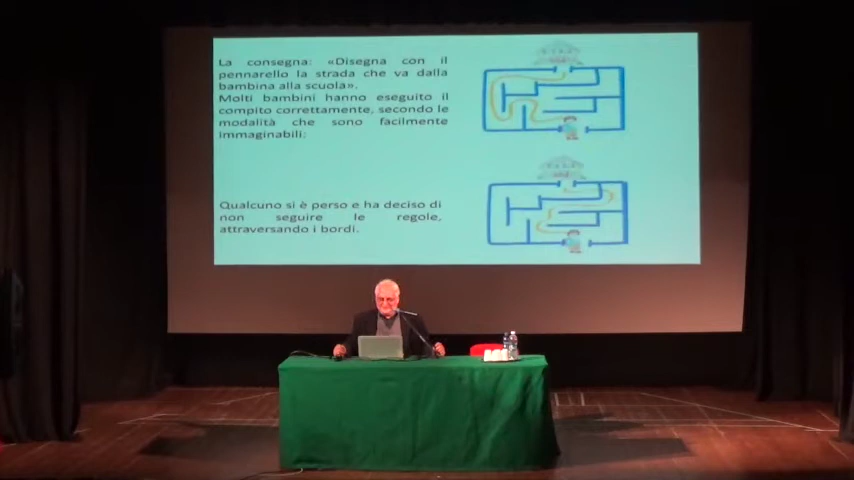 La consegna: «Disegna con il
pennarello la strada che va dalla
bambina alla scuola».
Molti bambini hanno eseguito il
compito correttamente, secondo le
modalità che sono facilmente
immaginabili:
Qualcuno si è perso e ha deciso di
non seguire le regole,
attraversando i bordi.